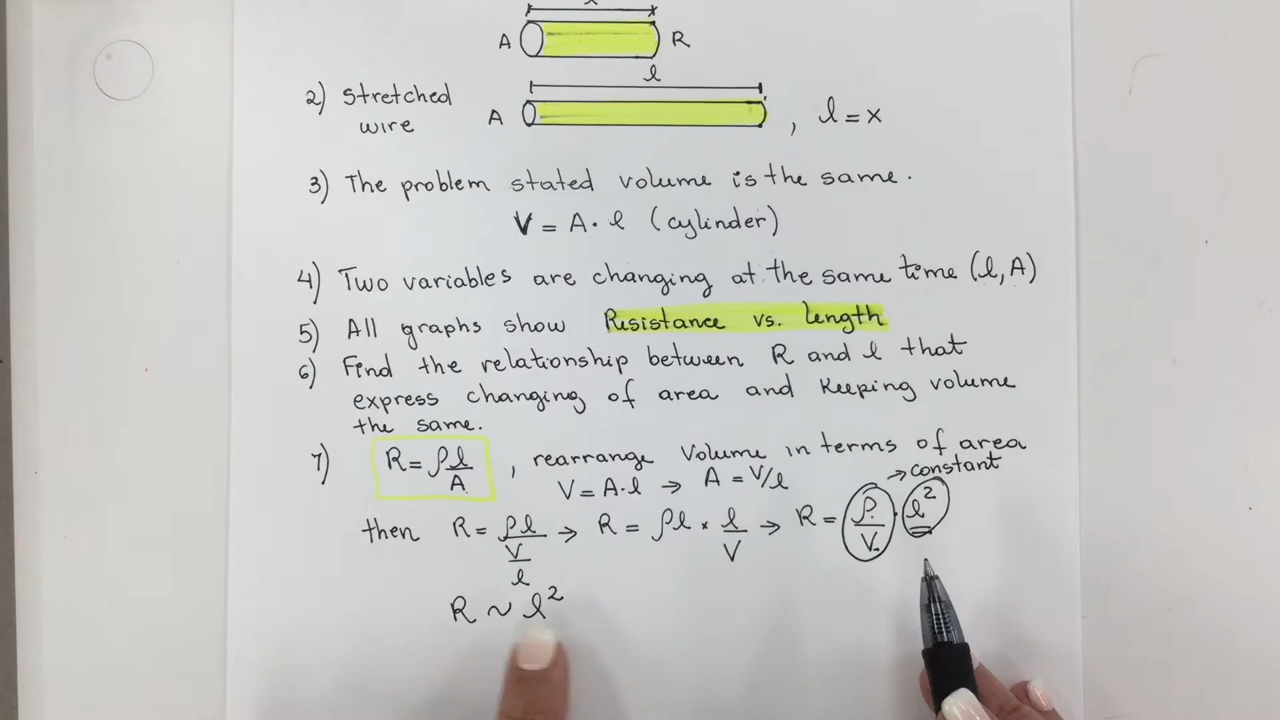 x
A R
l
2) Stretched
wire A , l = x
3) The problem stated volume is the same.
V = A · l (cylinder)
4) Two variables are changing at the same time (l, A)
5) All graphs show Resistance vs. length
6) Find the relationship between R and l that
express changing of area and keeping volume
the same.
7) R = ρl/A , rearrange Volume in terms of area
V = A·l → A = V/l
→ constant
then R = ρl/(V/l) → R = ρl × l/V → R = ρ/V · l²
R ~ l²